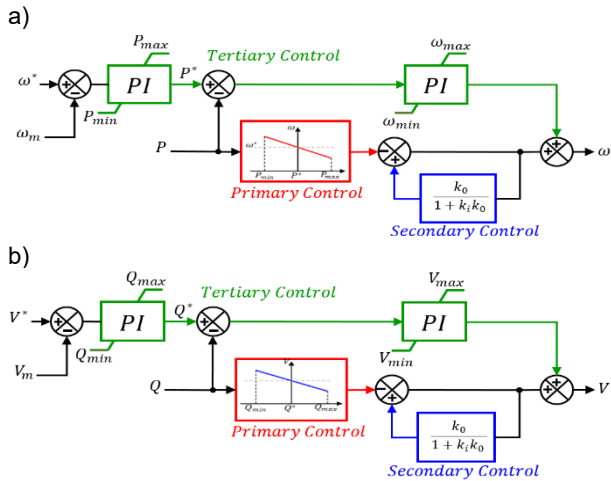 a)
P_max
Tertiary Control
ω_max
ω*
PI
P*
PI
P_min
ω_min
ω_m
P
ω
ω*
P_min P* P_max
ω
Primary Control
k_0
1 + k_i k_0
Secondary Control
b)
Q_max
Tertiary Control
V_max
V*
PI
Q*
PI
Q_min
V_min
V_m
Q
V
Q_min Q* Q_max
V
Primary Control
k_0
1 + k_i k_0
Secondary Control